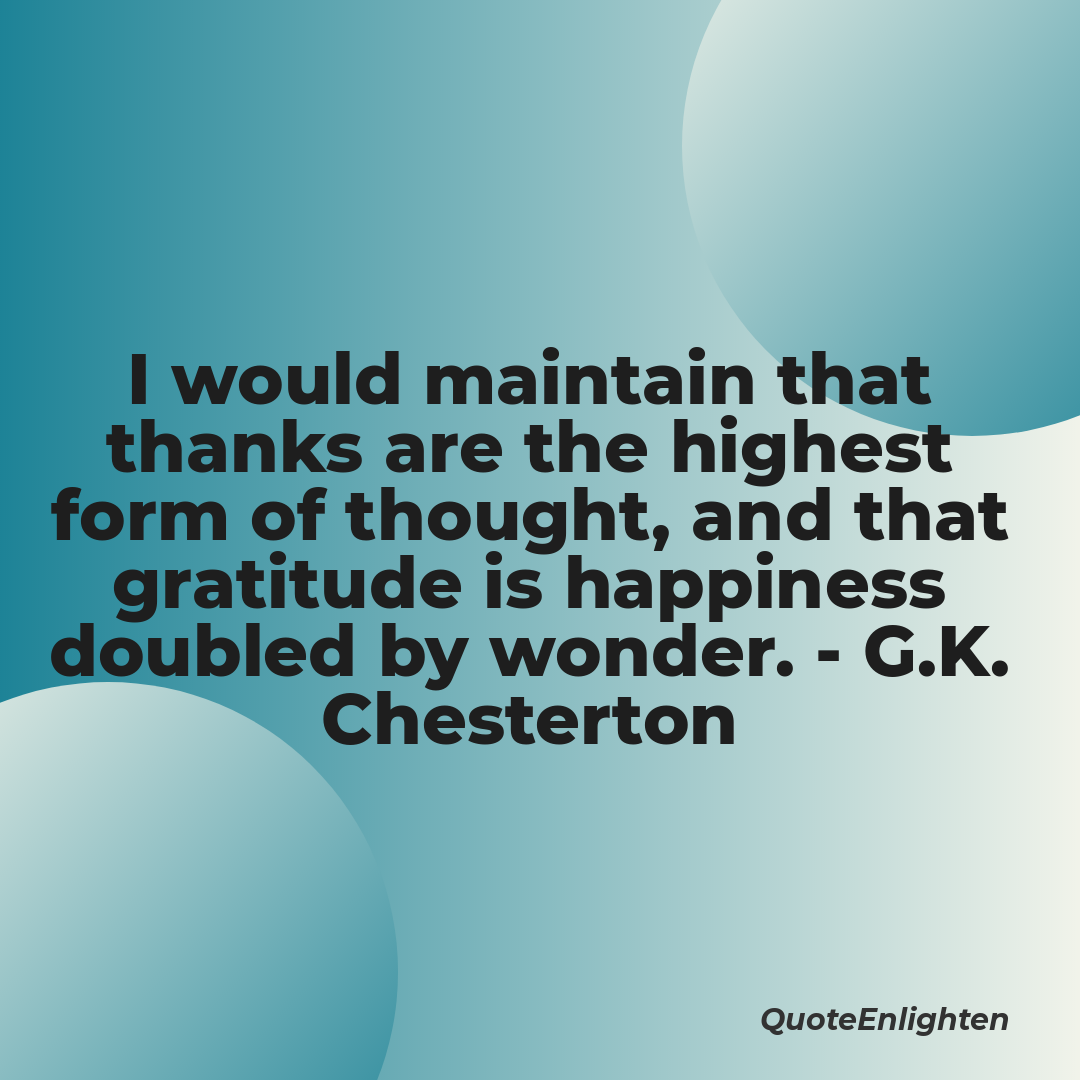 I would maintain that
thanks are the highest
form of thought, and that
gratitude is happiness
doubled by wonder. - G.K.
Chesterton
QuoteEnlighten